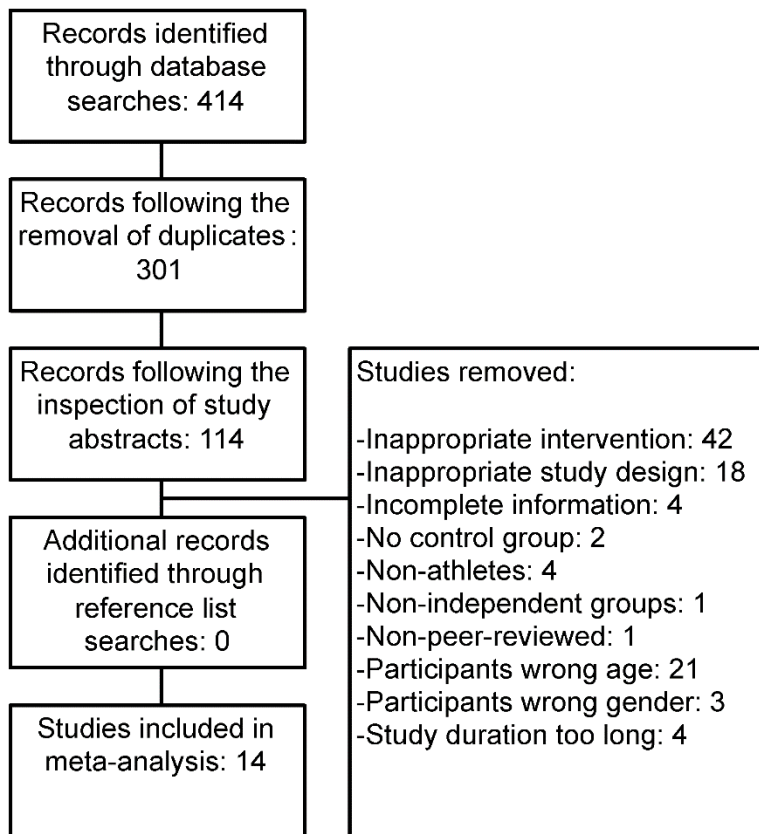 Records identified
through database
searches: 414
Records following the
removal of duplicates :
301
Records following the
inspection of study
abstracts: 114
Additional records
identified through
reference list
searches: 0
Studies included in
meta-analysis: 14
Studies removed:
-Inappropriate intervention: 42
-Inappropriate study design: 18
-Incomplete information: 4
-No control group: 2
-Non-athletes: 4
-Non-independent groups: 1
-Non-peer-reviewed: 1
-Participants wrong age: 21
-Participants wrong gender: 3
-Study duration too long: 4